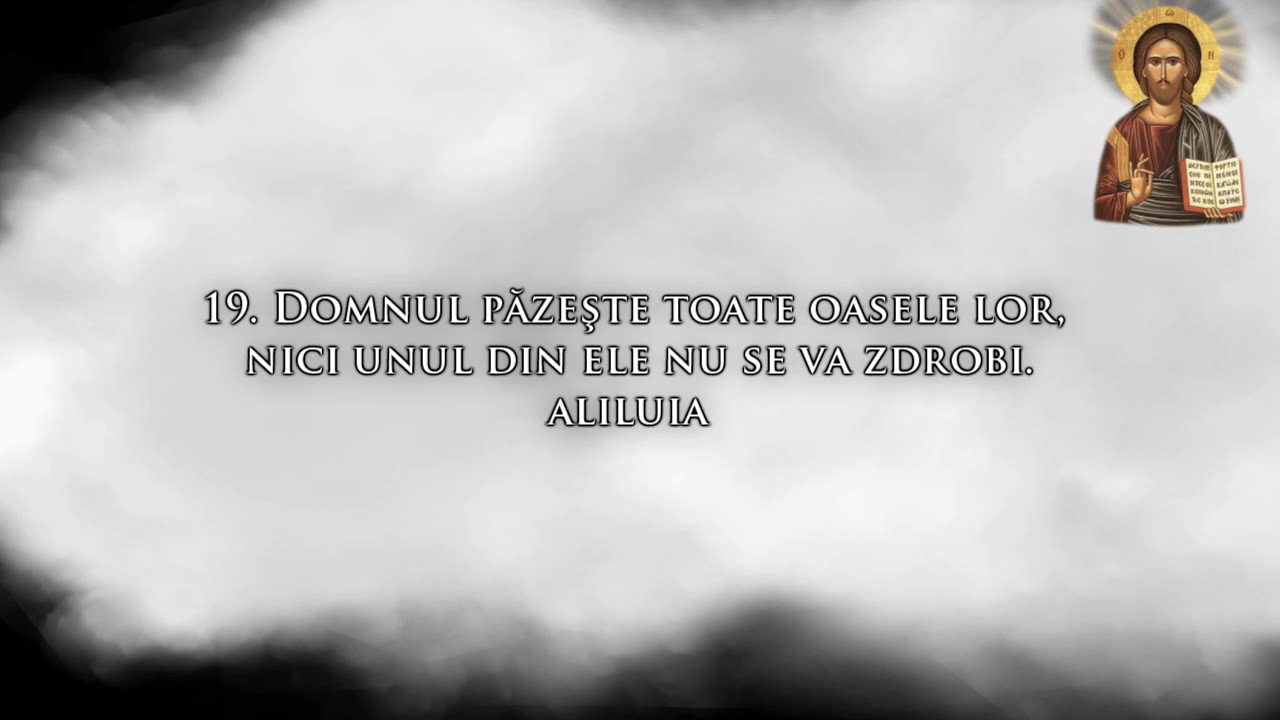 19. Domnul păzeşte toate oasele lor,
nici unul din ele nu se va zdrobi.
aliluia
Ο Ω Ν